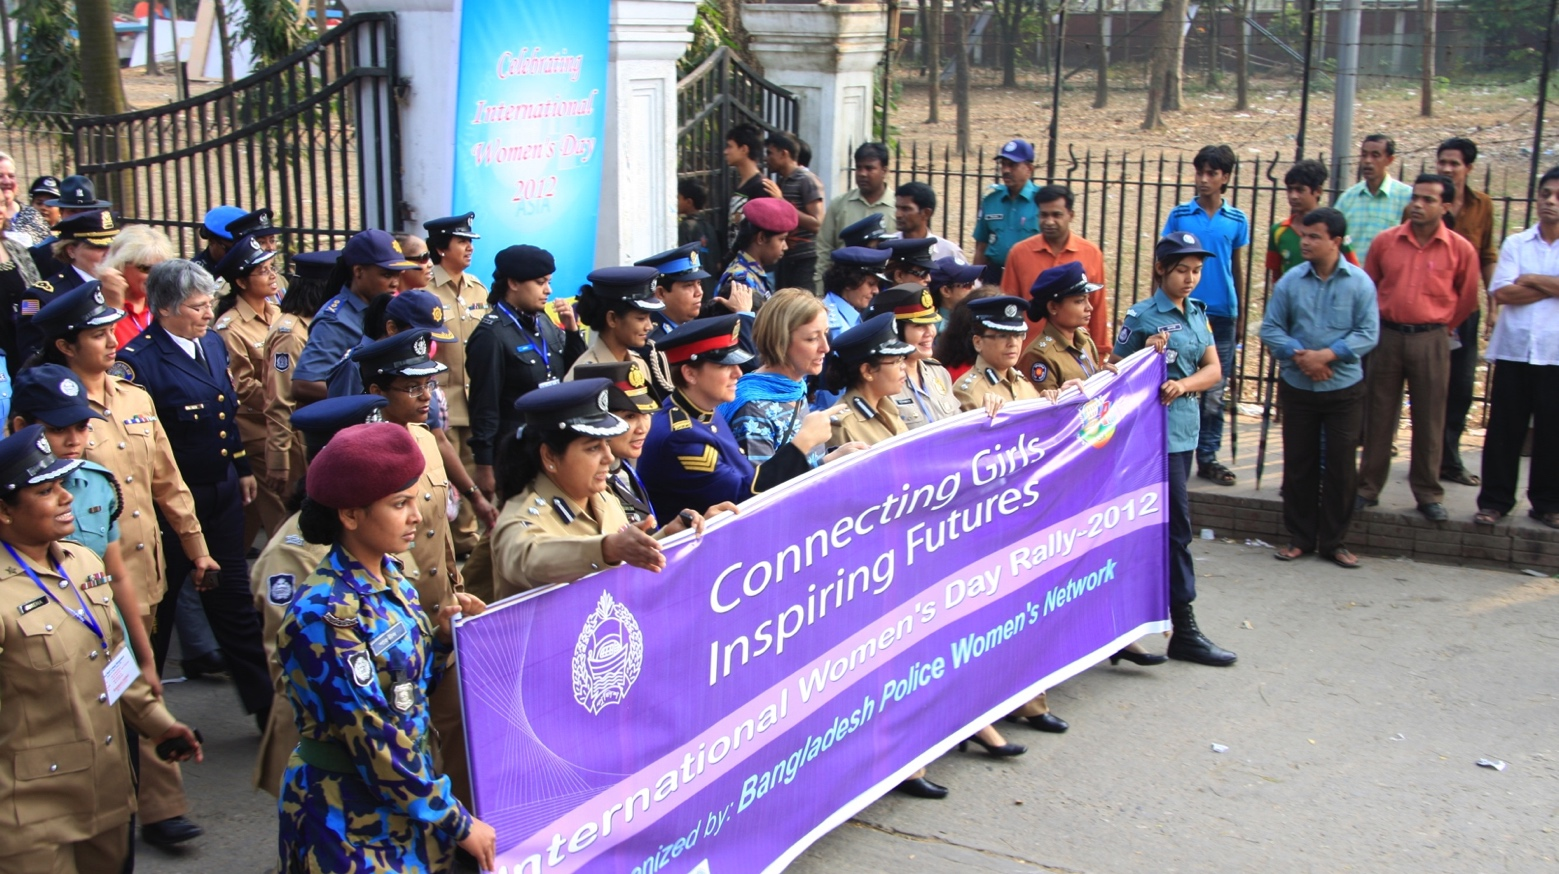 Celebrating
International
Women's Day
2012
ASIA
Connecting Girls
Inspiring Futures
International Women's Day Rally-2012
by: Bangladesh Police Women's Network